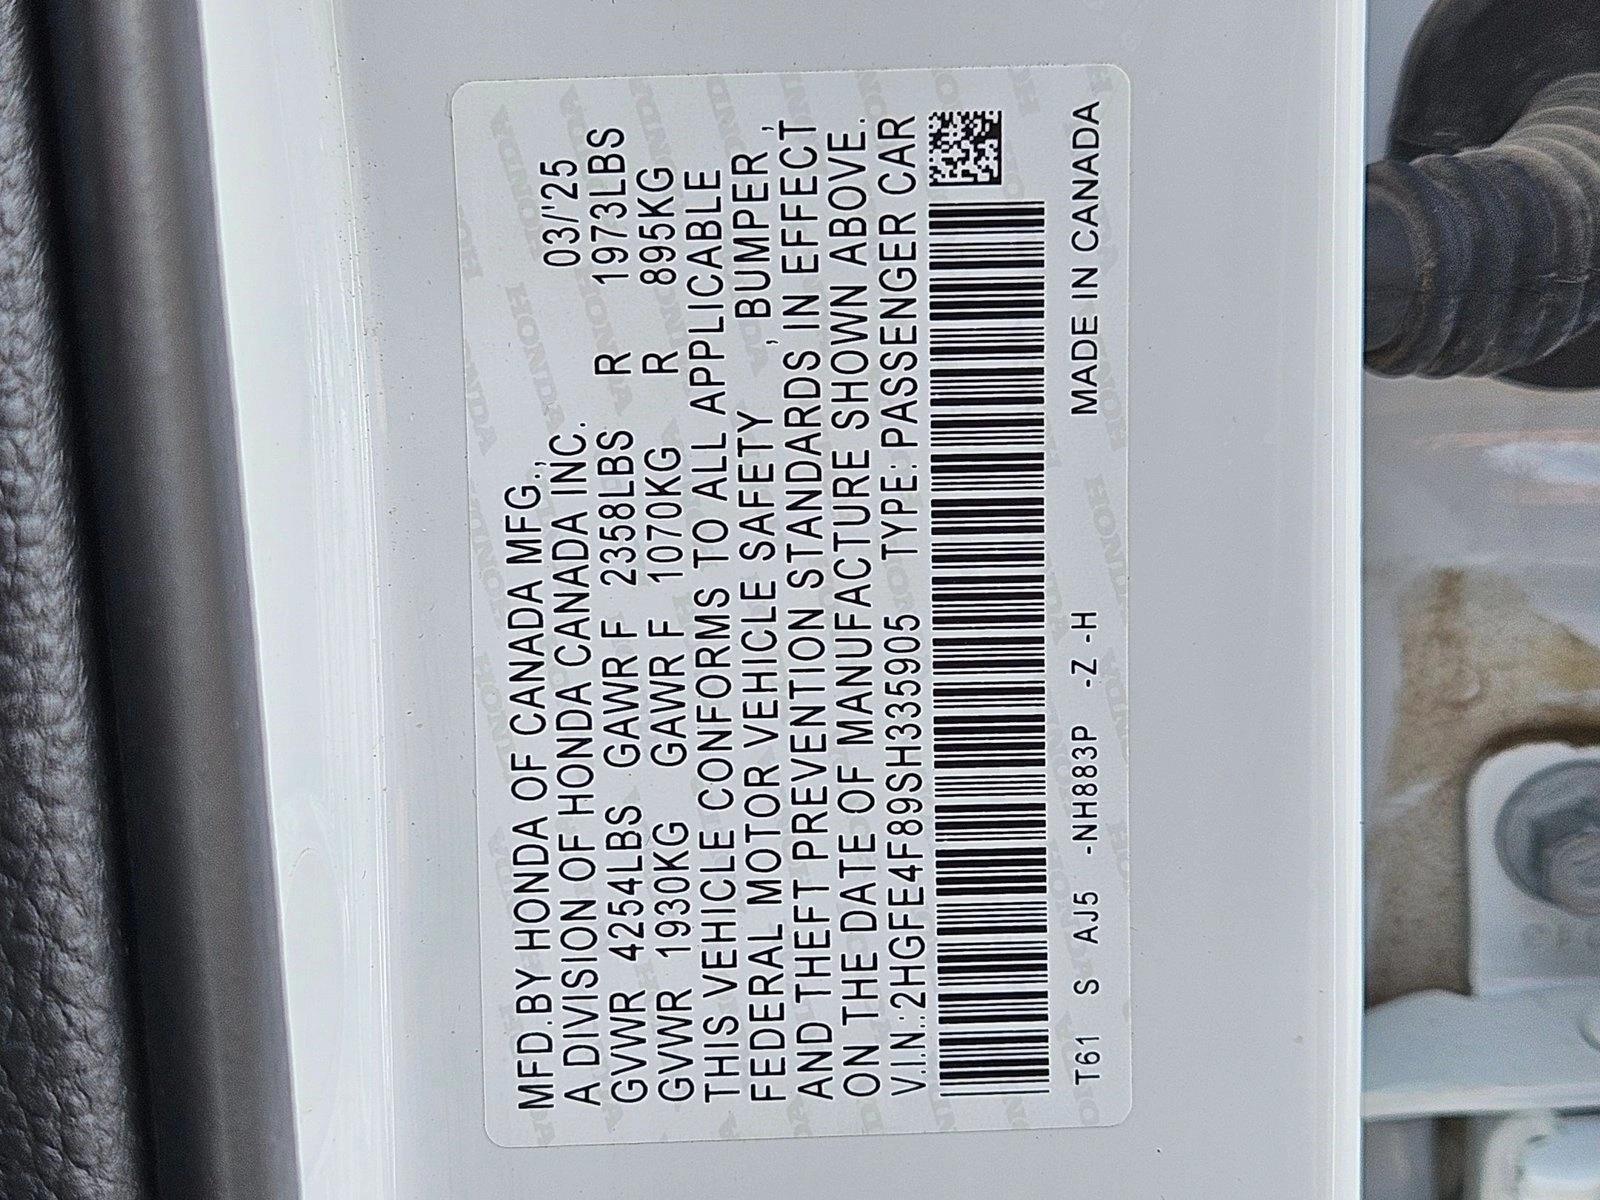 MFD.BY HONDA OF CANADA MFG.,
A DIVISION OF HONDA CANADA INC. 03/'25
GVWR 4254LBS GAWR F 2358LBS R 1973LBS
GVWR 1930KG GAWR F 1070KG R 895KG
THIS VEHICLE CONFORMS TO ALL APPLICABLE
FEDERAL MOTOR VEHICLE SAFETY , BUMPER ,
AND THEFT PREVENTION STANDARDS IN EFFECT
ON THE DATE OF MANUFACTURE SHOWN ABOVE.
V.I.N.:2HGFE4F89SH335905 TYPE: PASSENGER CAR
T61 S AJ5 -NH883P -Z -H MADE IN CANADA